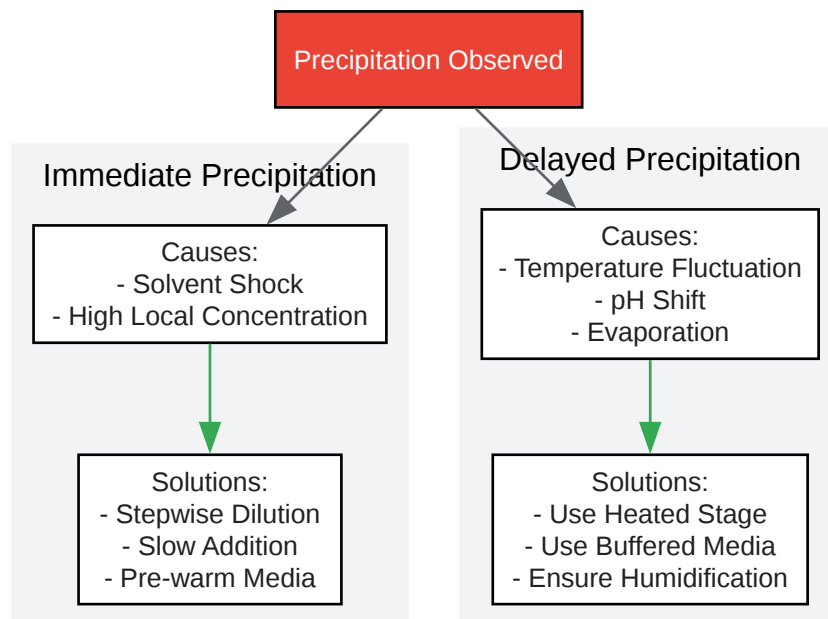 Precipitation Observed
Immediate Precipitation
Causes:
- Solvent Shock
- High Local Concentration
Solutions:
- Stepwise Dilution
- Slow Addition
- Pre-warm Media
Delayed Precipitation
Causes:
- Temperature Fluctuation
- pH Shift
- Evaporation
Solutions:
- Use Heated Stage
- Use Buffered Media
- Ensure Humidification